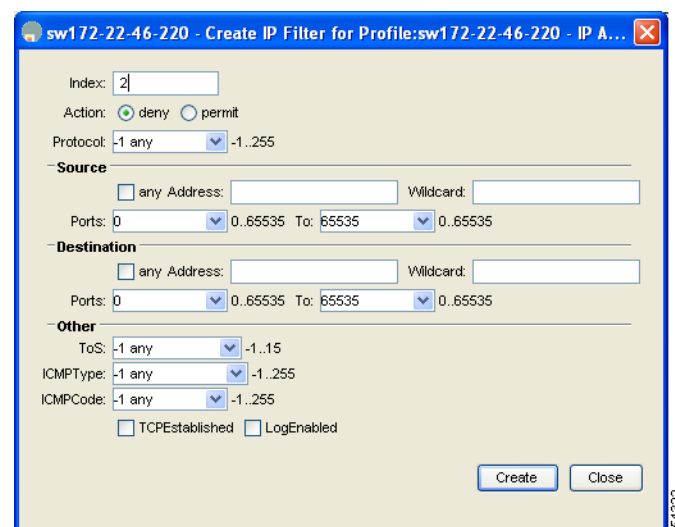 sw172-22-46-220 - Create IP Filter for Profile:sw172-22-46-220 - IP A...
Index: 2
Action: deny permit
Protocol: -1 any -1..255
Source
any Address: Wildcard:
Ports: 0 0..65535 To: 65535 0..65535
Destination
any Address: Wildcard:
Ports: 0 0..65535 To: 65535 0..65535
Other
ToS: -1 any -1..15
ICMPType: -1 any -1..255
ICMPCode: -1 any -1..255
TCPEstablished LogEnabled
Create Close